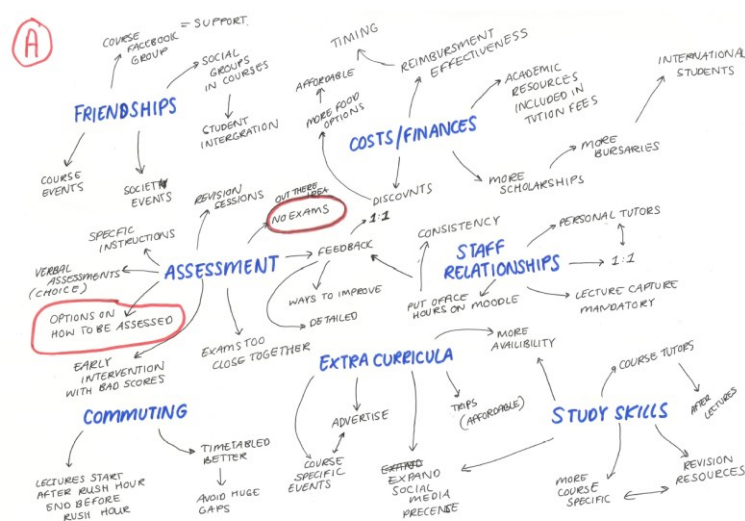 A
COURSE
FACEBOOK
GROUP
= SUPPORT
SOCIAL
GROUPS
IN COURSES
STUDENT
INTERGRATION
FRIENDSHIPS
COURSE
EVENTS
SOCIETY
EVENTS
TIMING
REIMBURSMENT
EFFECTIVENESS
AFFORDABLE
MORE FOOD
OPTIONS
ACADEMIC
RESOURCES
INCLUDED IN
TUTION FEES
INTERNATIONAL
STUDENTS
COSTS/FINANCES
MORE
BURSARIES
MORE
SCHOLARSHIPS
DISCOUNTS
REVISION
SESSIONS
OUT THERE
IDEA
NO EXAMS
1:1
SPECFIC
INSTRUCTIONS
VERBAL
ASSESSMENTS
(CHOICE)
ASSESSMENT
FEEDBACK
OPTIONS ON
HOW TO BE ASSESSED
WAYS TO IMPROVE
DETAILED
EARLY
INTERVENTION
WITH BAD SCORES
EXAMS TOO
CLOSE TOGETHER
CONSISTENCY
PERSONAL TUTORS
STAFF
RELATIONSHIPS
1:1
PUT OFFICE
HOURS ON MOODLE
LECTURE CAPTURE
MANDATORY
EXTRA CURRICULA
MORE
AVAILIBILITY
ADVERTISE
TRIPS
(AFFORDABLE)
COURSE
SPECIFIC
EVENTS
EXPAND
EXPAND
SOCIAL
MEDIA
PRECENSE
COMMUTING
LECTURES START
AFTER RUSH HOUR
END BEFORE
RUSH HOUR
TIMETABLED
BETTER
AVOID HUGE
GAPS
STUDY SKILLS
COURSE TUTORS
AFTER
LECTURES
MORE
COURSE
SPECIFIC
REVISION
RESOURCES